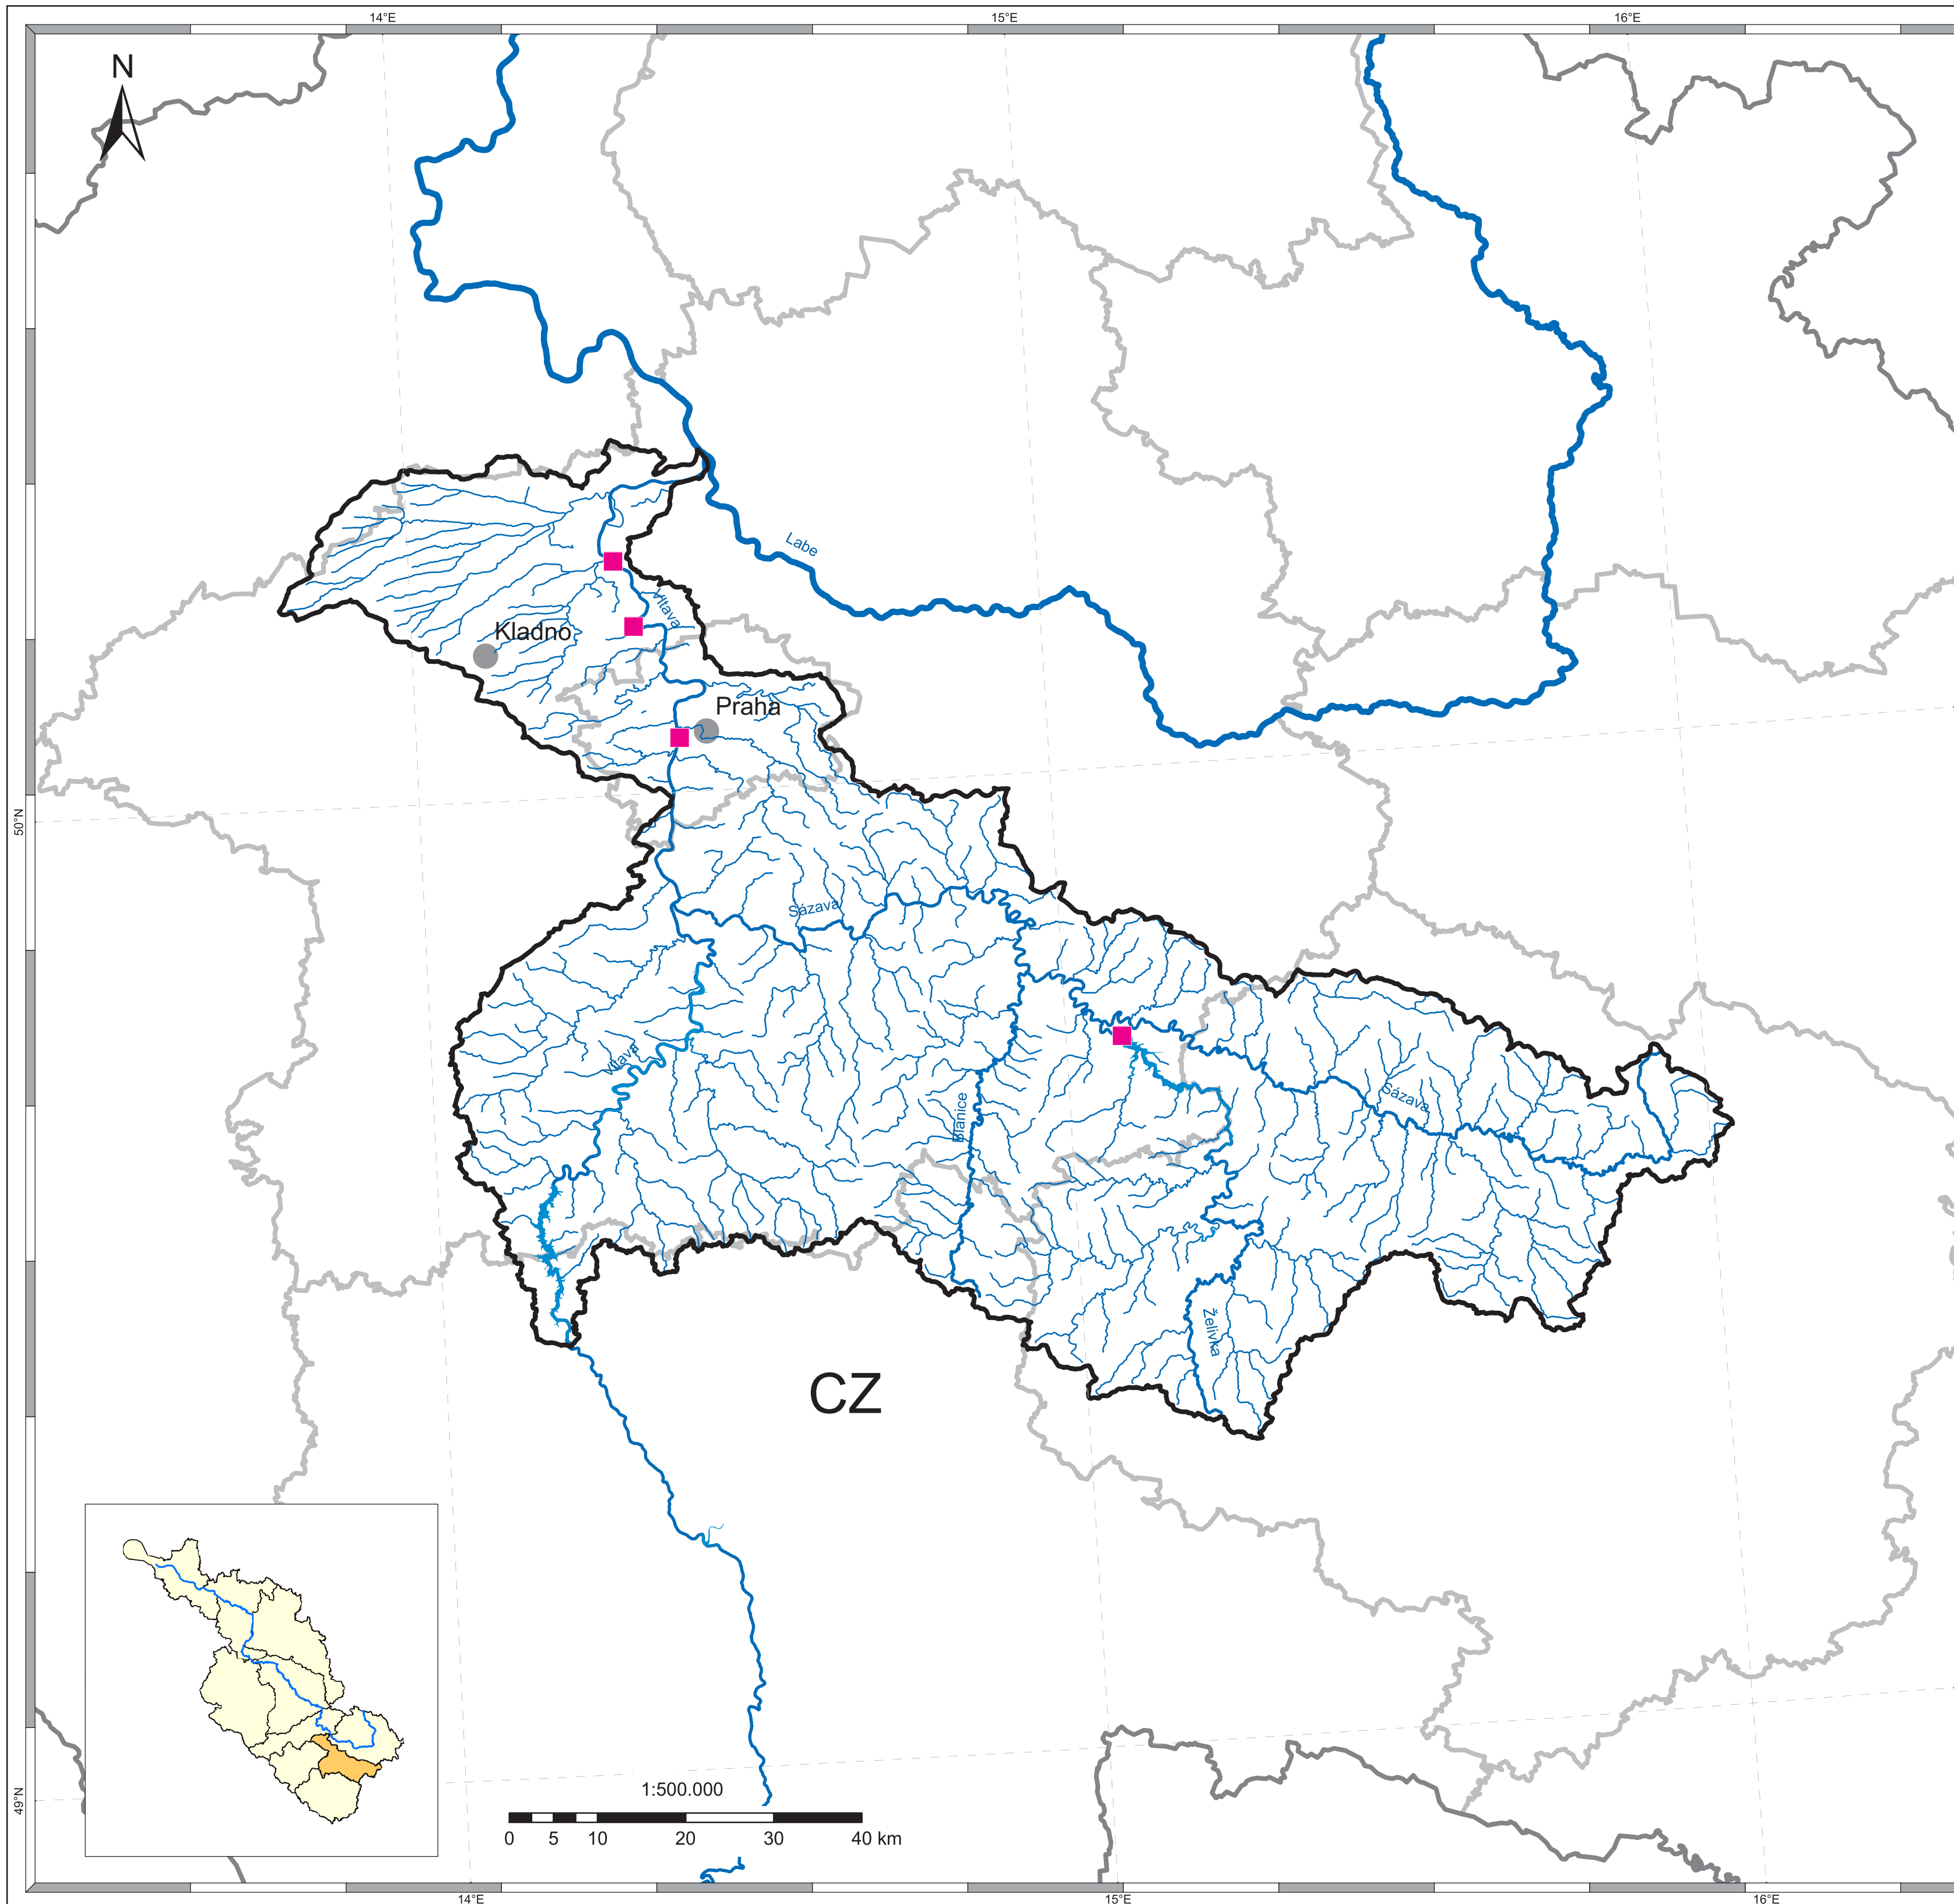 14°E
15°E
16°E
N
Labe
Vltava
Kladno
Praha
50°N
Sázava
Vltava
Blanice
Sázava
Želivka
CZ
1:500.000
49°N
0 5 10 20 30 40 km
14°E
15°E
16°E